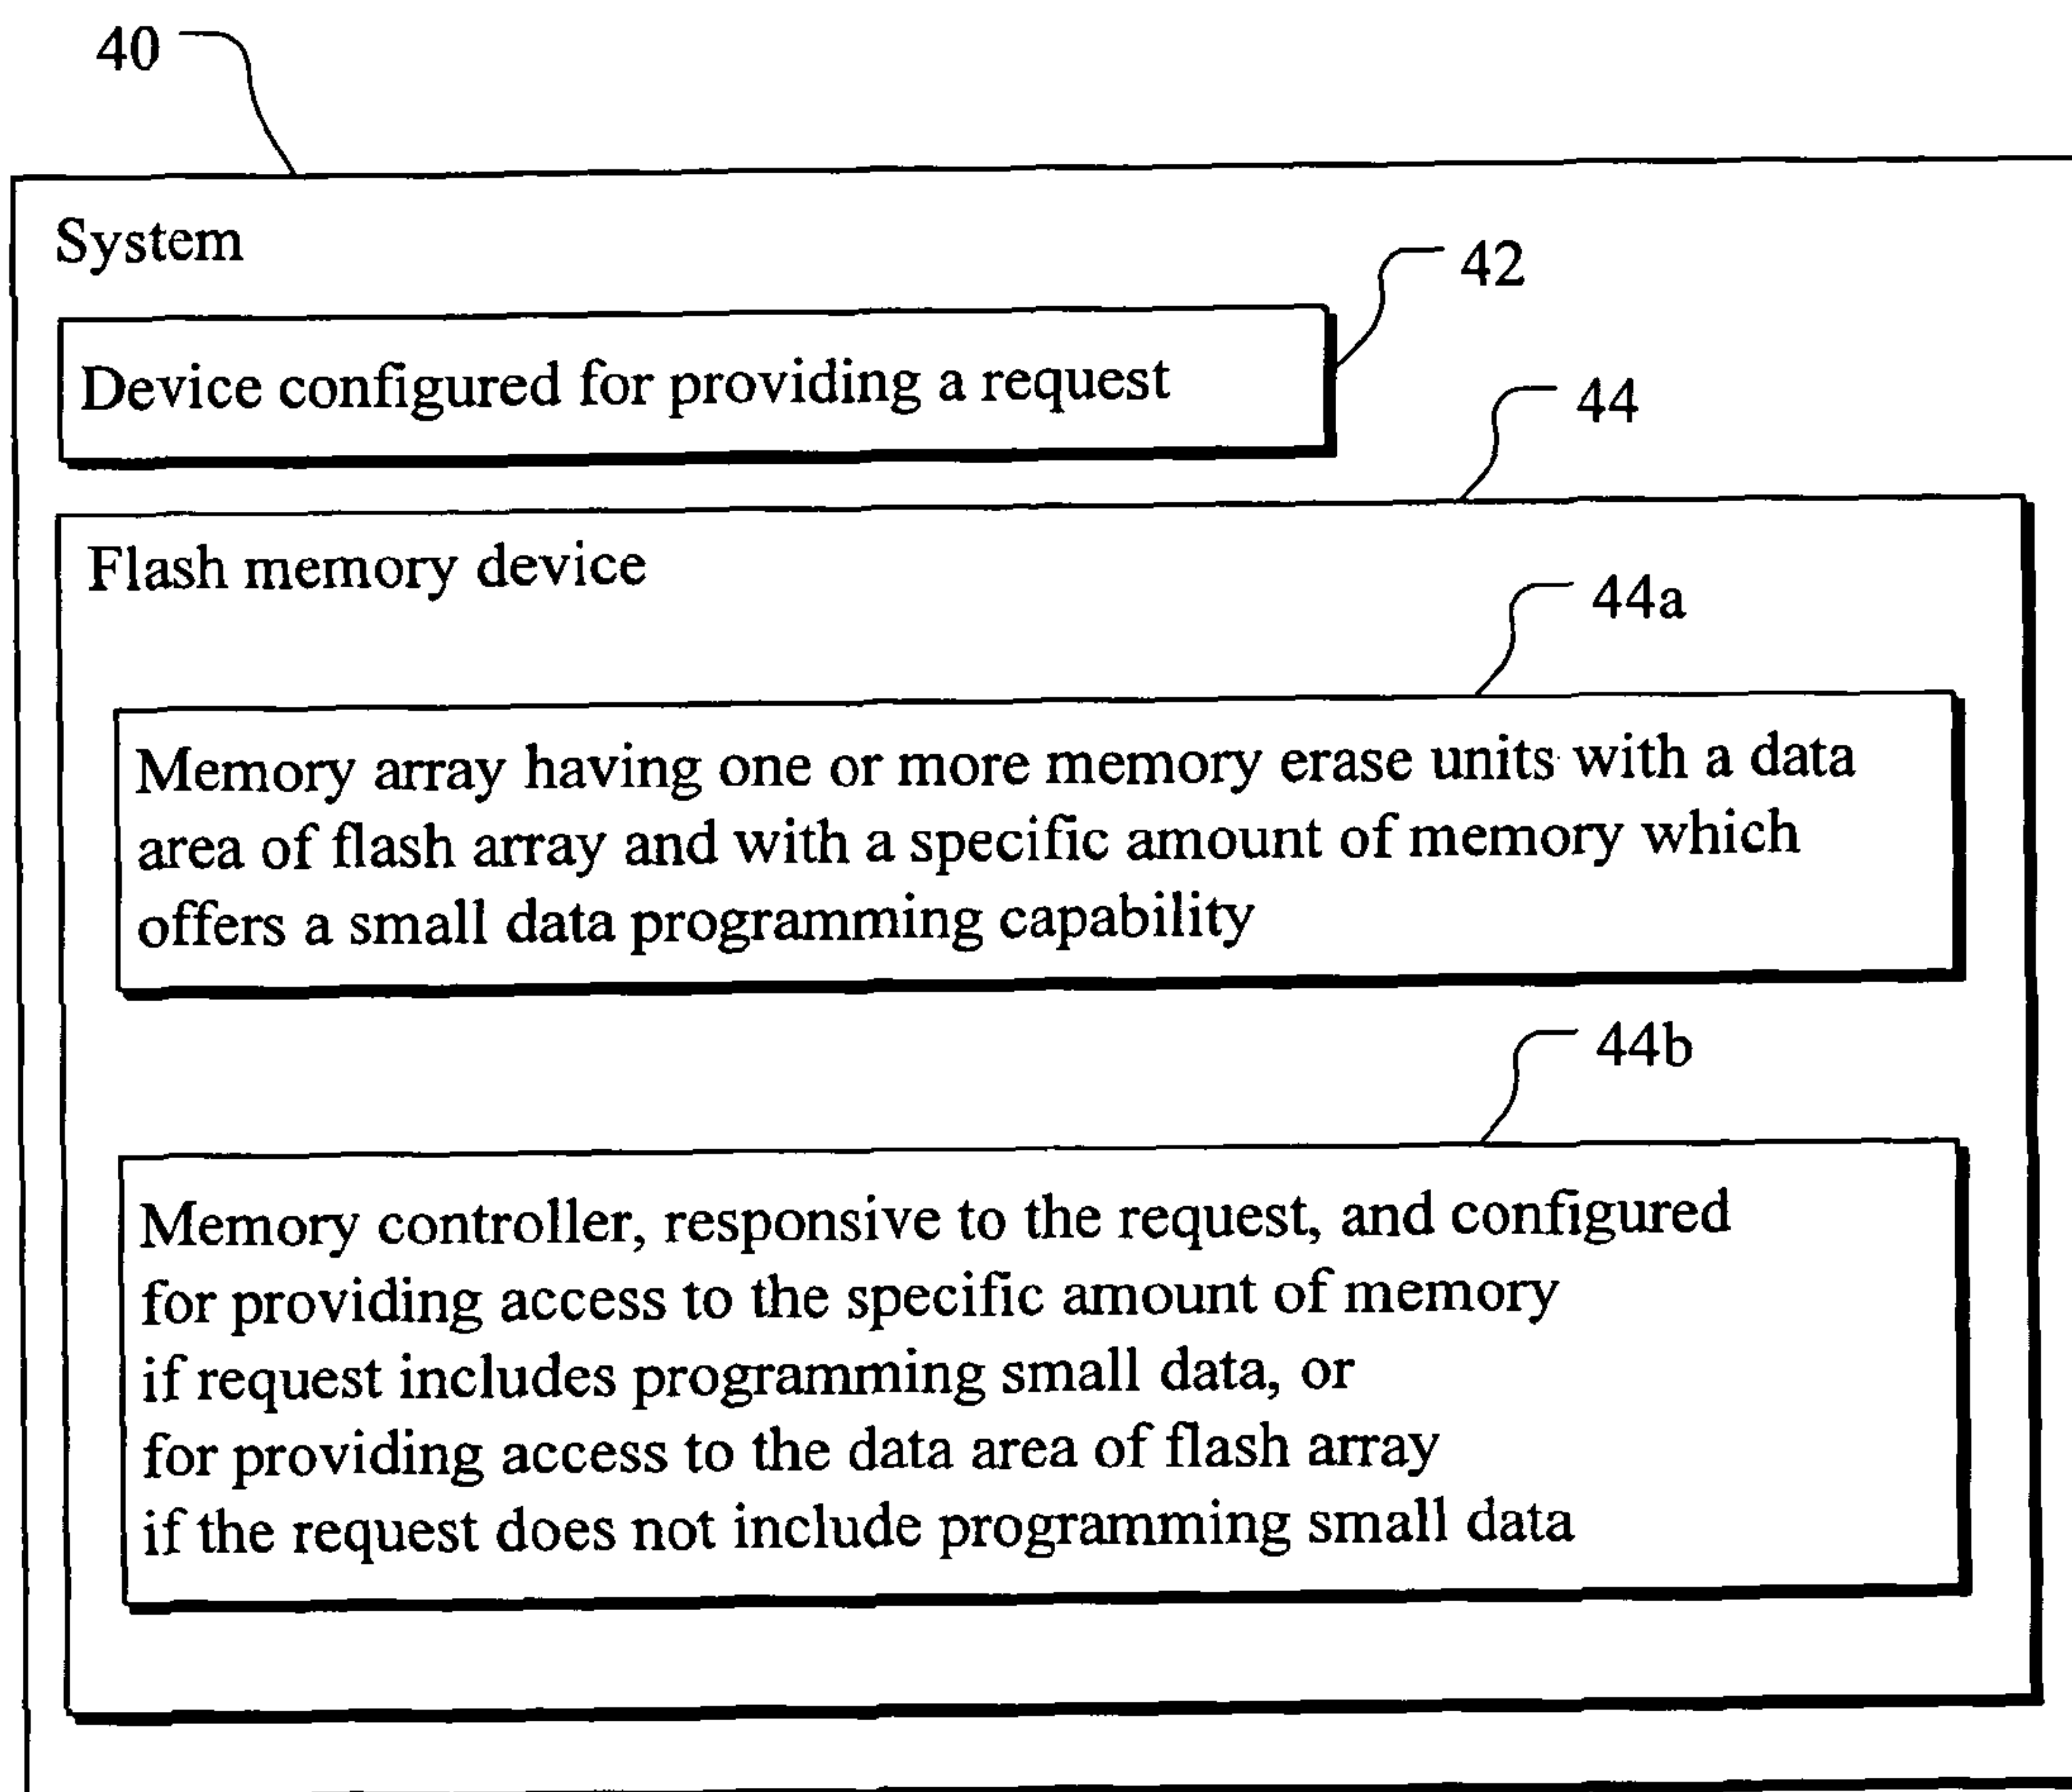 40
System
42
Device configured for providing a request
44
Flash memory device
44a
Memory array having one or more memory erase units with a data
area of flash array and with a specific amount of memory which
offers a small data programming capability
44b
Memory controller, responsive to the request, and configured
for providing access to the specific amount of memory
if request includes programming small data, or
for providing access to the data area of flash array
if the request does not include programming small data